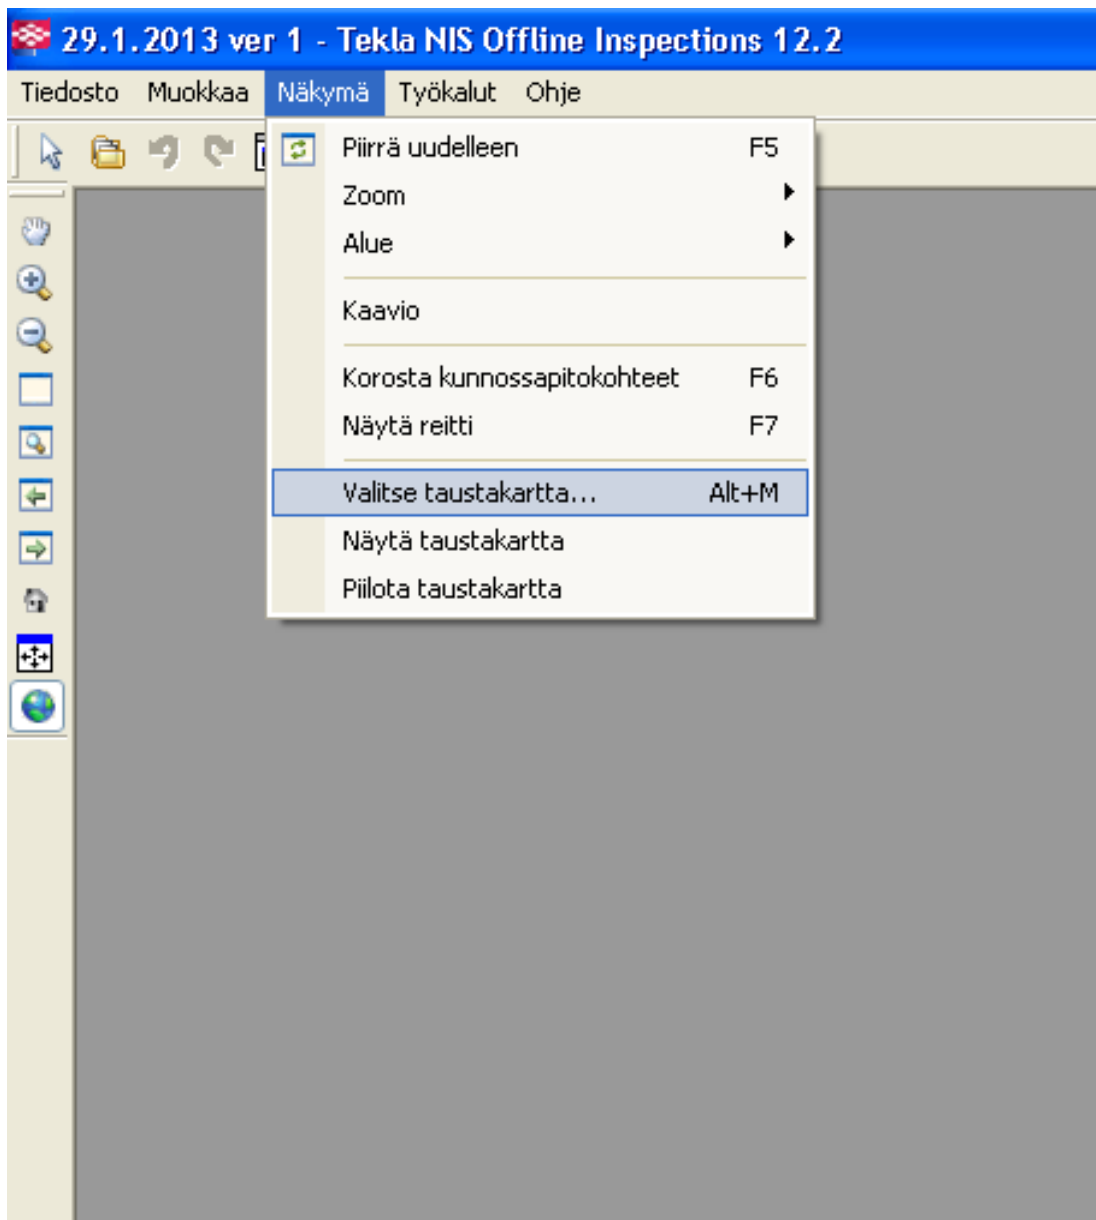 29.1.2013 ver 1 - Tekla NIS Offline Inspections 12.2
Tiedosto Muokkaa Näkymä Työkalut Ohje
Piirrä uudelleen F5
Zoom
Alue
Kaavio
Korosta kunnossapitokohteet F6
Näytä reitti F7
Valitse taustakartta... Alt+M
Näytä taustakartta
Piilota taustakartta